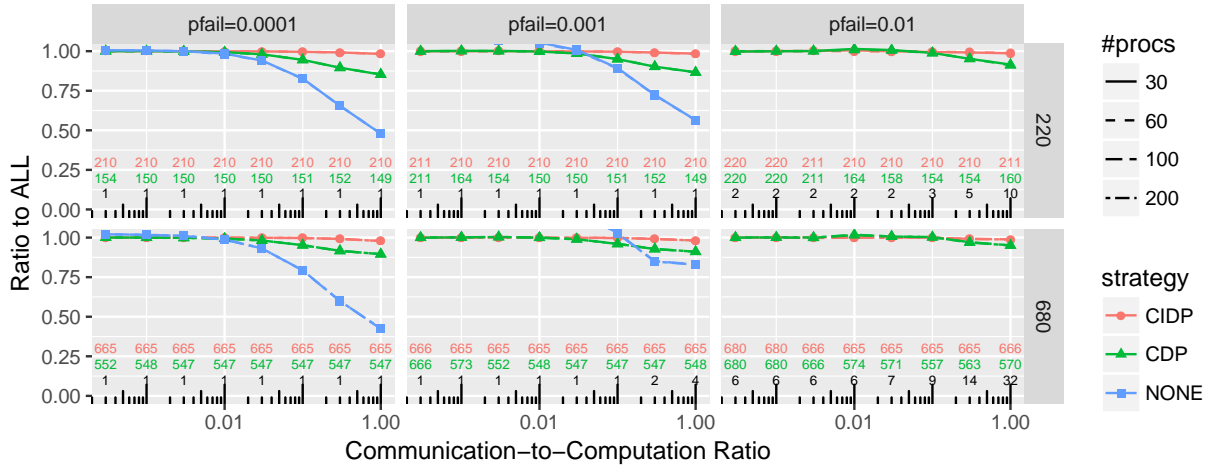 pfail=0.0001 pfail=0.001 pfail=0.01
1.00
0.75
0.50
0.25
0.00
210 210 210 210 210 210 210 210
154 150 150 150 150 151 152 149
1 1 1 1 1 1 1 1
211 210 210 210 210 210 210 210
211 164 154 150 150 151 152 149
1 1 1 1 1 1 1 1
220 220 211 210 210 210 210 211
220 220 211 164 158 154 154 160
2 2 2 2 2 3 5 10
220
1.00
0.75
0.50
0.25
0.00
665 665 665 665 665 665 665 665
552 548 547 547 547 547 547 547
1 1 1 1 1 1 1 1
666 665 665 665 665 665 665 665
666 573 552 548 547 547 547 548
1 1 1 1 1 1 2 4
680 680 666 665 665 665 665 666
680 680 666 574 571 557 563 570
6 6 6 6 7 9 14 32
680
0.01 1.00 0.01 1.00 0.01 1.00
Communication−to−Computation Ratio
Ratio to ALL
#procs
30
60
100
200
strategy
CIDP
CDP
NONE